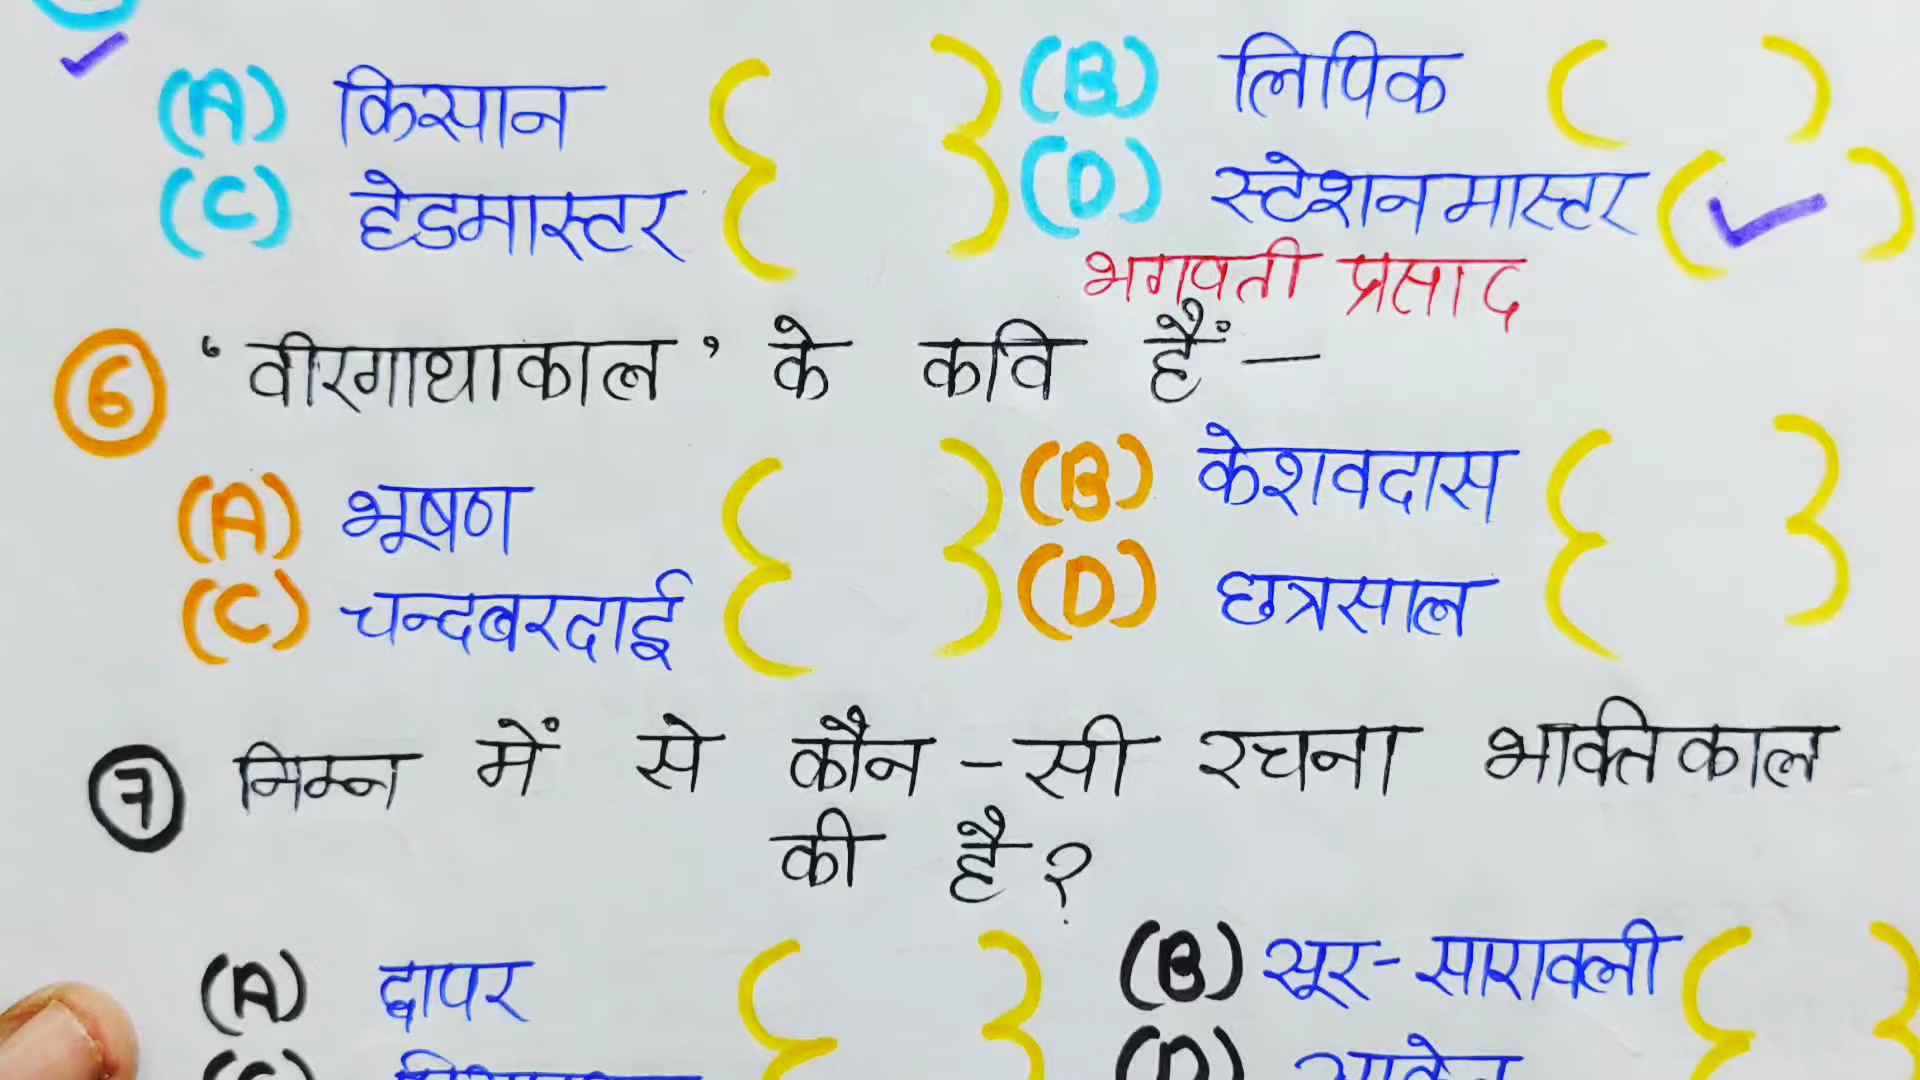 (A) किसान (B) लिपिक
(C) हेडमास्टर (D) स्टेशनमास्टर
भगवती प्रसाद
6 'वीरगाथाकाल' के कवि हैं-
(A) भूषण (B) केशवदास
(C) चन्दबरदाई (D) छत्रसाल
7 निम्न में से कौन-सी रचना भक्तिकाल
की है?
(A) द्वापर (B) सूर-सारावली
(C) (D)